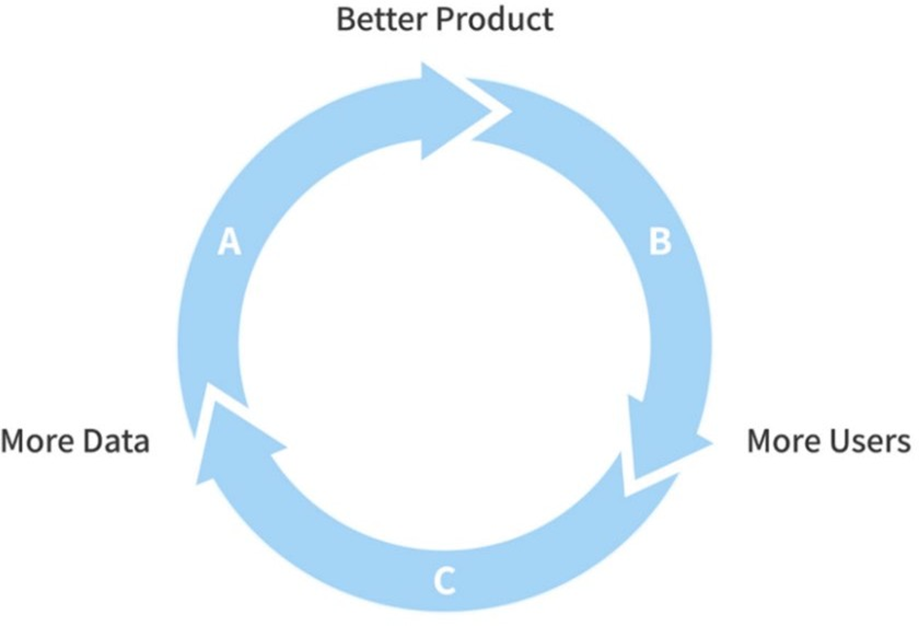 Better Product
A
B
More Data
More Users
C